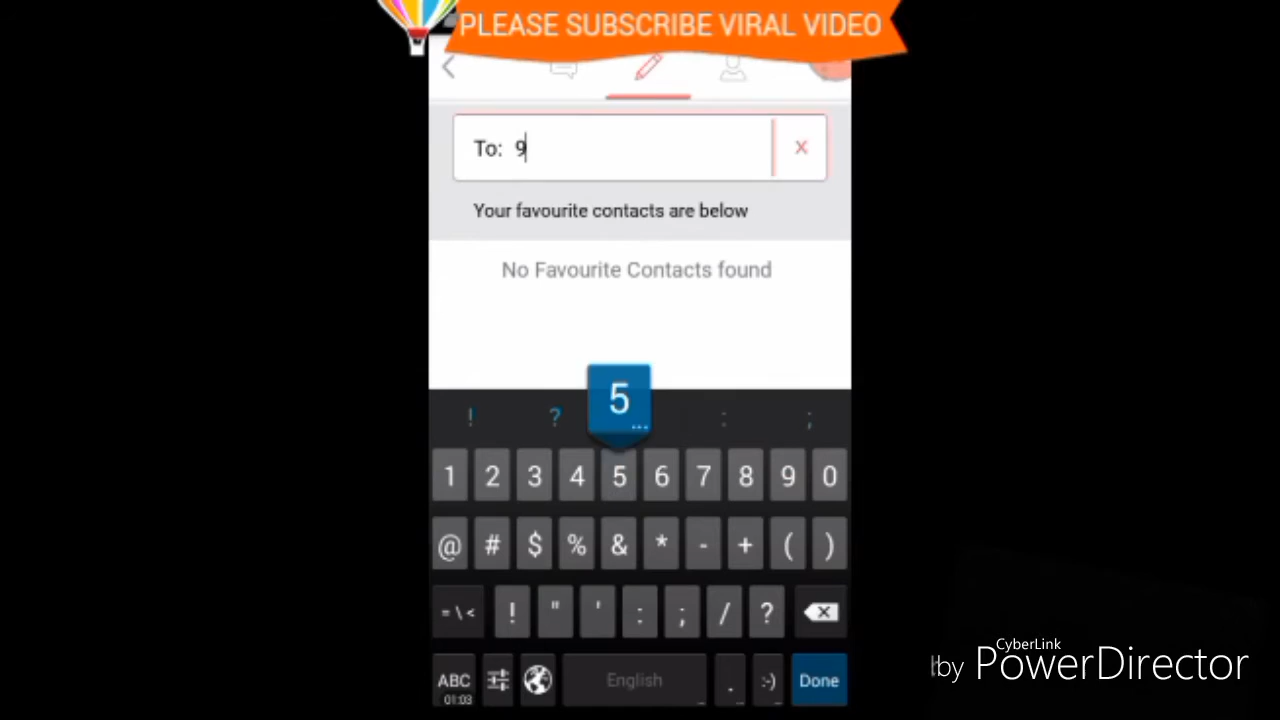 PLEASE SUBSCRIBE VIRAL VIDEO
To: 9
x
Your favourite contacts are below
No Favourite Contacts found
5
...
! ? : ;
1 2 3 4 5 6 7 8 9 0
@ # $ % & * - + ( )
= \ < ! " ' : ; / ?
ABC English . :-) Done
01:03
CyberLink
by PowerDirector